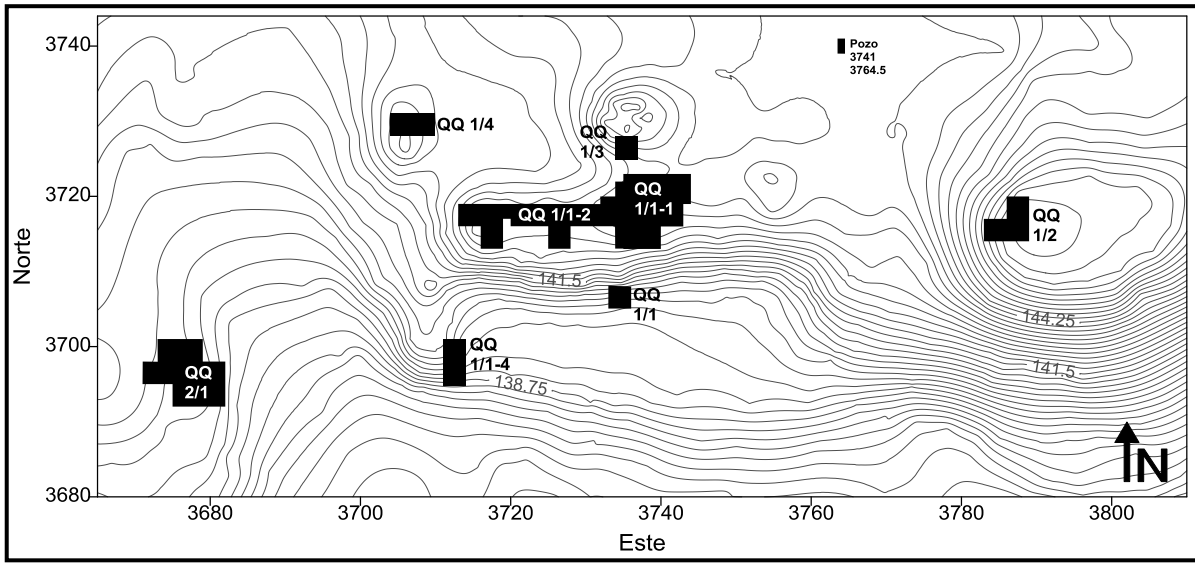 3740
3720
3700
3680
Norte
Pozo
3741
3764.5
QQ 1/4
QQ
1/3
QQ
1/1-1
QQ 1/1-2
QQ
1/2
141.5
QQ
1/1
144.25
QQ
1/1-4
141.5
QQ
2/1
138.75
N
3680
3700
3720
3740
3760
3780
3800
Este